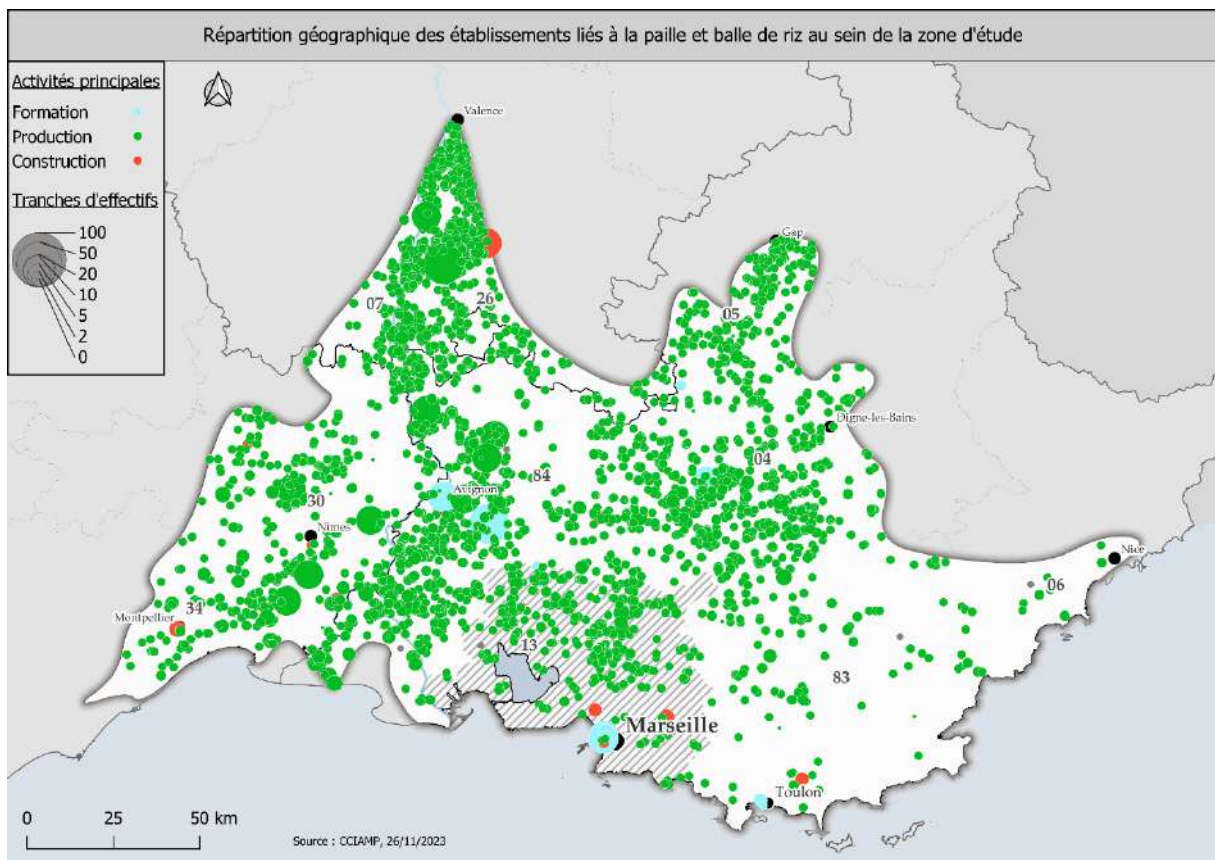 Répartition géographique des établissements liés à la paille et balle de riz au sein de la zone d'étude
Activités principales
Formation
Production
Construction
Tranches d'effectifs
100
50
20
10
5
2
0
Valence
Gap
07
26
05
Digne-les-Bains
04
84
Avignon
30
Nîmes
Nice
06
34
Montpellier
13
83
Marseille
Toulon
0
25
50 km
Source : CCIAMP, 26/11/2023